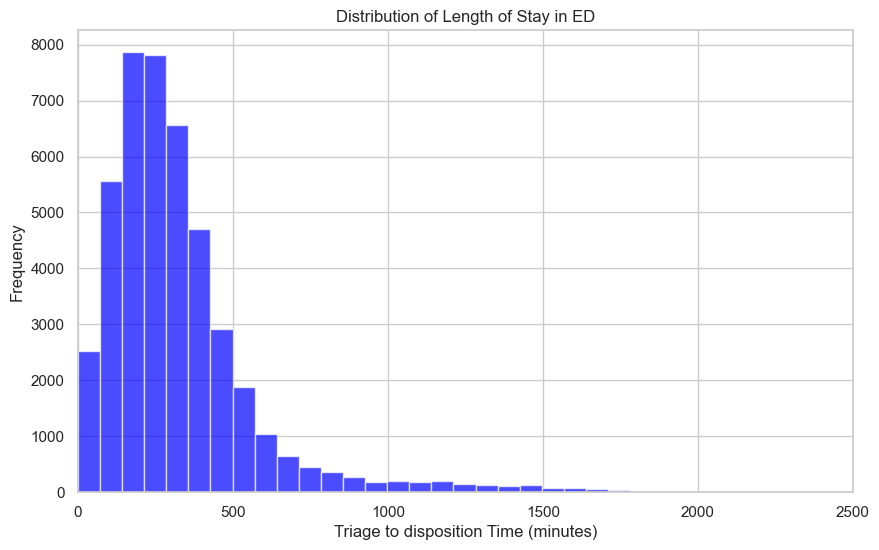 Distribution of Length of Stay in ED
8000
7000
6000
5000
4000
3000
2000
1000
0
Frequency
0 500 1000 1500 2000 2500
Triage to disposition Time (minutes)